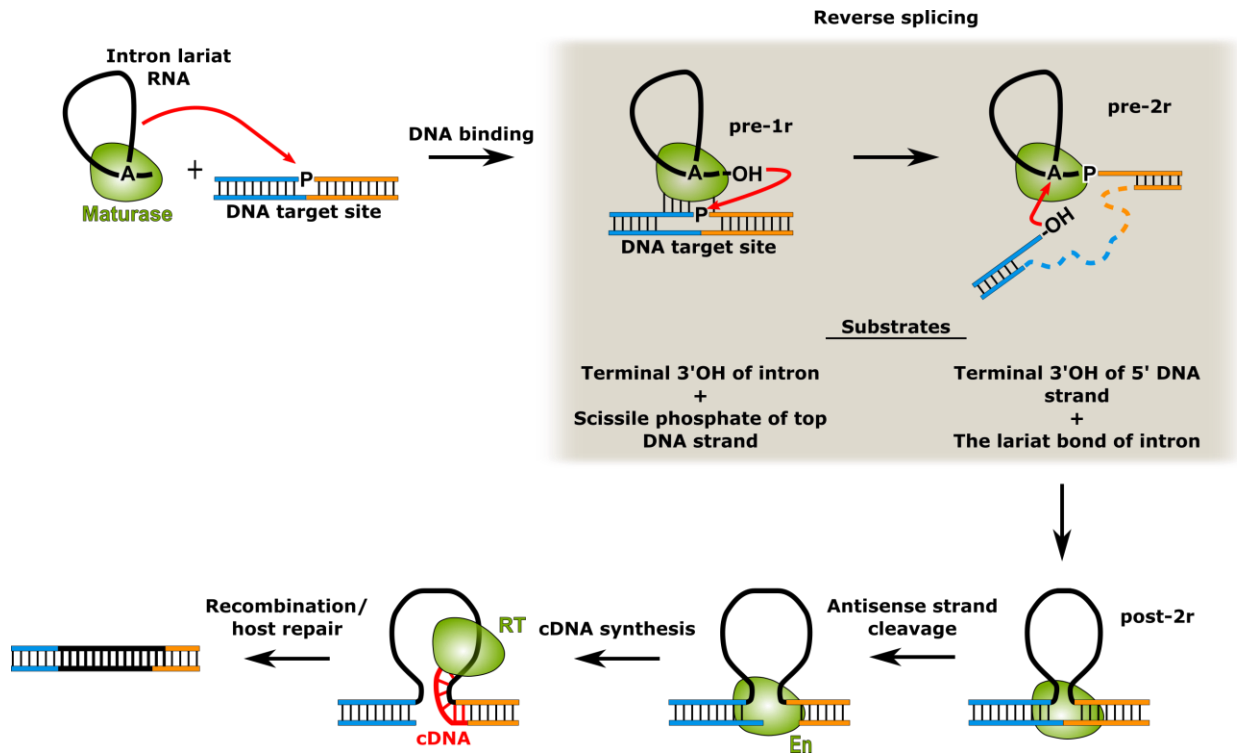 Reverse splicing
Intron lariat
RNA
A
Maturase
+
P
DNA target site
DNA binding
pre-1r
A
-OH
P
DNA target site
pre-2r
A
P
-OH
Substrates
Terminal 3'OH of intron
+
Scissile phosphate of top
DNA strand
Terminal 3'OH of 5' DNA
strand
+
The lariat bond of intron
Recombination/
host repair
RT
cDNA
cDNA synthesis
En
Antisense strand
cleavage
post-2r